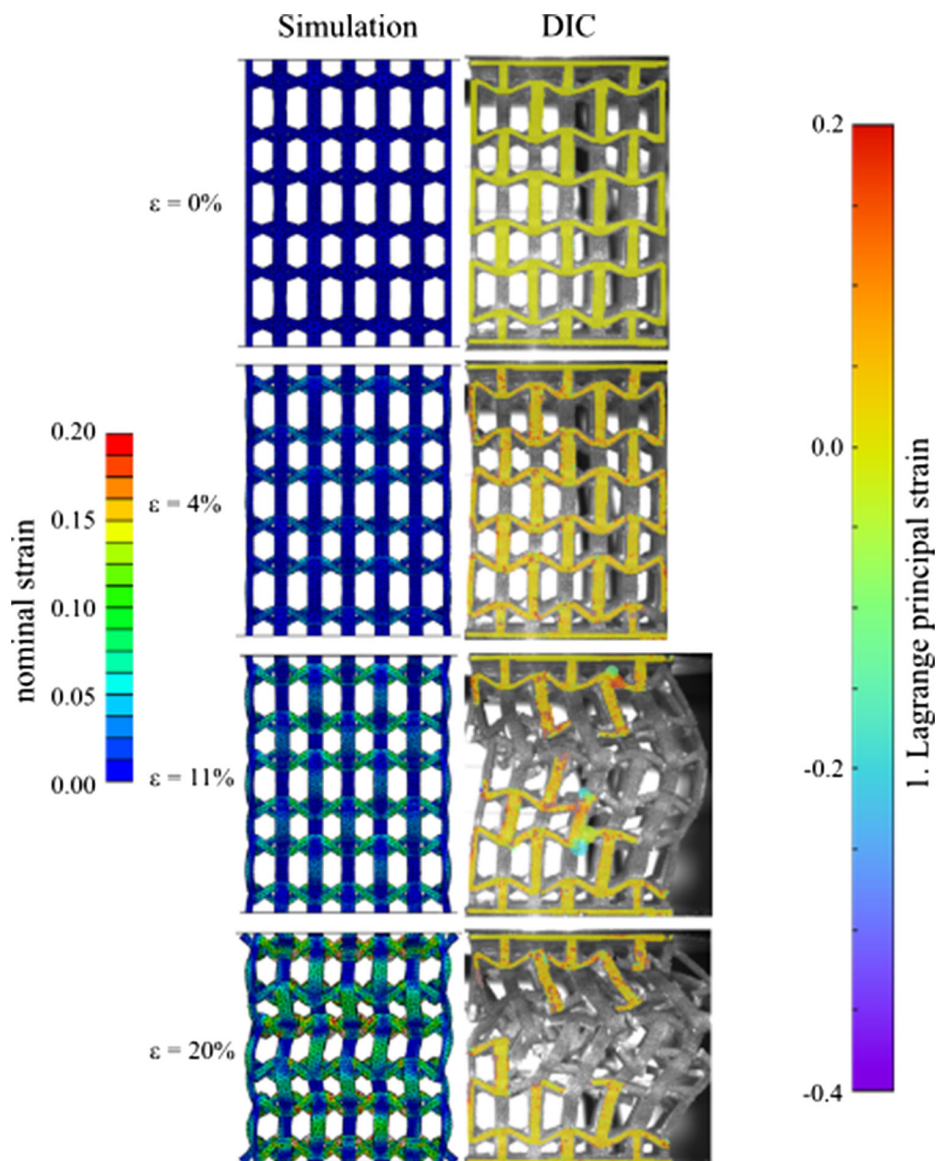 Simulation
DIC
ε = 0%
ε = 4%
ε = 11%
ε = 20%
nominal strain
0.20
0.15
0.10
0.05
0.00
0.2
0.0
-0.2
-0.4
1. Lagrange principal strain